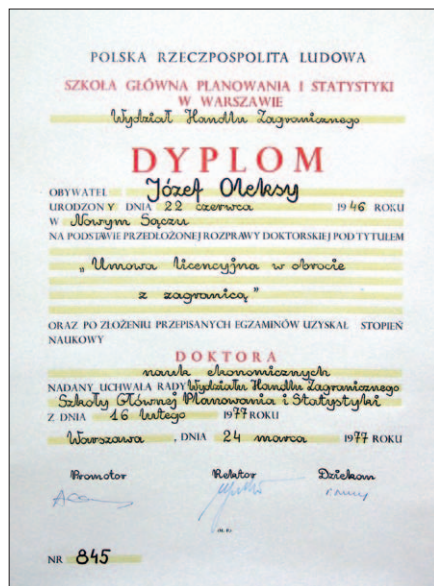 POLSKA RZECZPOSPOLITA LUDOWA
SZKOŁA GŁÓWNA PLANOWANIA I STATYSTYKI
W WARSZAWIE
Wydział Handlu Zagranicznego
DYPLOM
OBYWATEL Józef Oleksy
URODZONY DNIA 22 czerwca 1946 ROKU
W Nowym Sączu
NA PODSTAWIE PRZEDŁOŻONEJ ROZPRAWY DOKTORSKIEJ POD TYTUŁEM
„Umowa licencyjna w obrocie
z zagranicą”
ORAZ PO ZŁOŻENIU PRZEPISANYCH EGZAMINÓW UZYSKAŁ STOPIEŃ
NAUKOWY
DOKTORA
nauk ekonomicznych
NADANY UCHWAŁĄ RADY Wydziału Handlu Zagranicznego
Szkoły Głównej Planowania i Statystyki
Z DNIA 16 lutego 1977 ROKU
Warszawa, DNIA 24 marca 1977 ROKU
Promotor Rektor Dziekan
NR 845